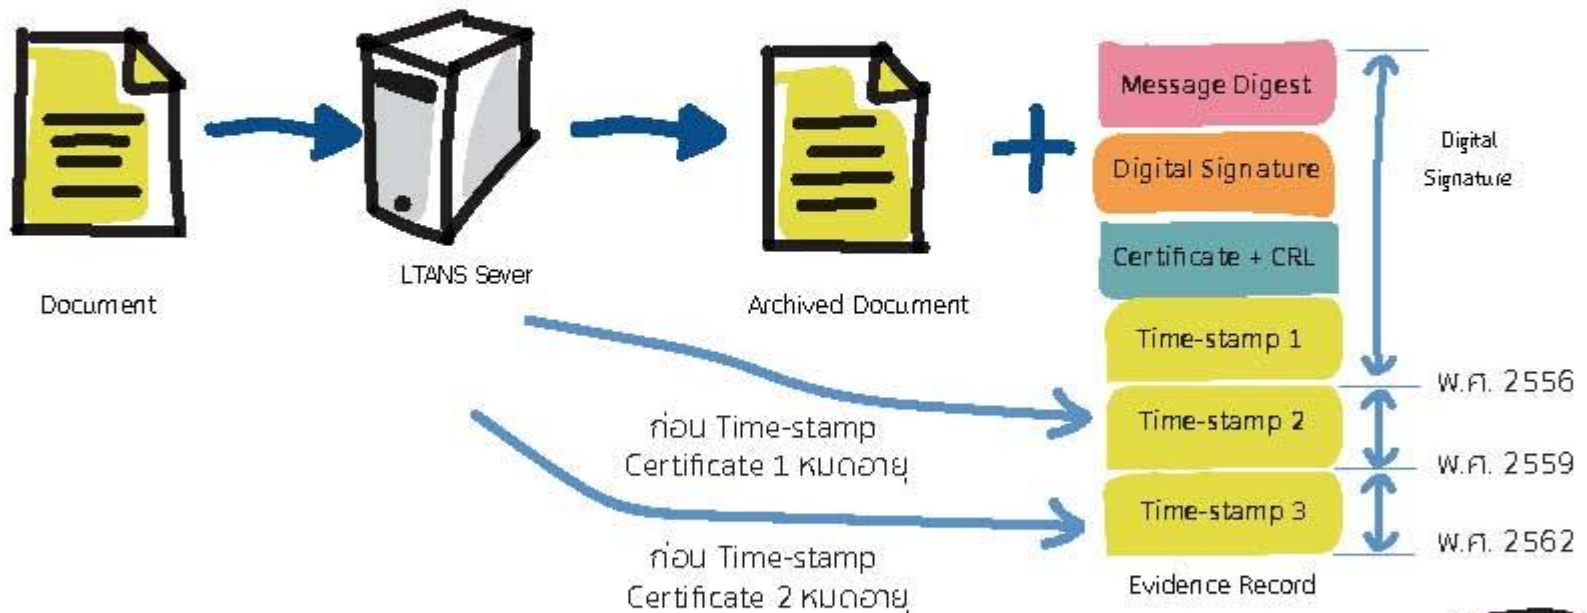 Message Digest
Digital
Signature
Digital Signature
Certificate + CRL
LTANS Sever
Document
Archived Document
Time-stamp 1
พ.ศ. 2556
ก่อน Time-stamp
Certificate 1 หมดอายุ
Time-stamp 2
พ.ศ. 2559
Time-stamp 3
พ.ศ. 2562
ก่อน Time-stamp
Certificate 2 หมดอายุ
Evidence Record